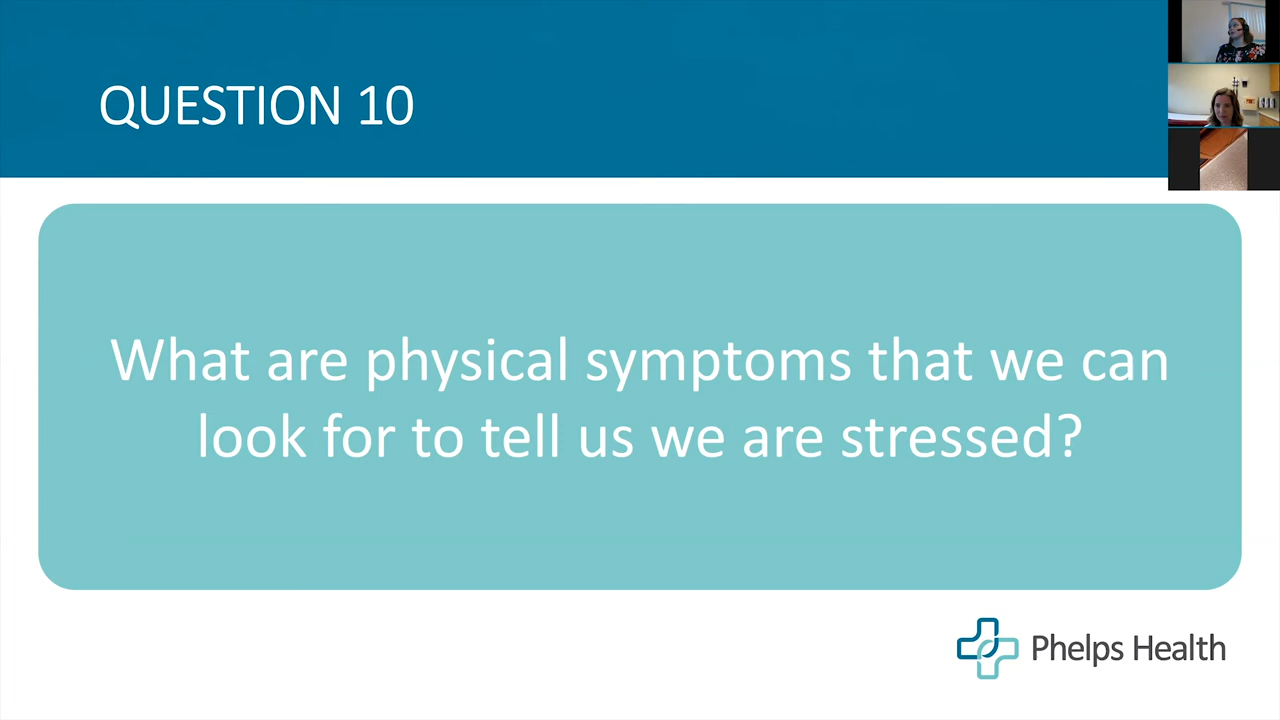 QUESTION 10
What are physical symptoms that we can
look for to tell us we are stressed?
Phelps Health